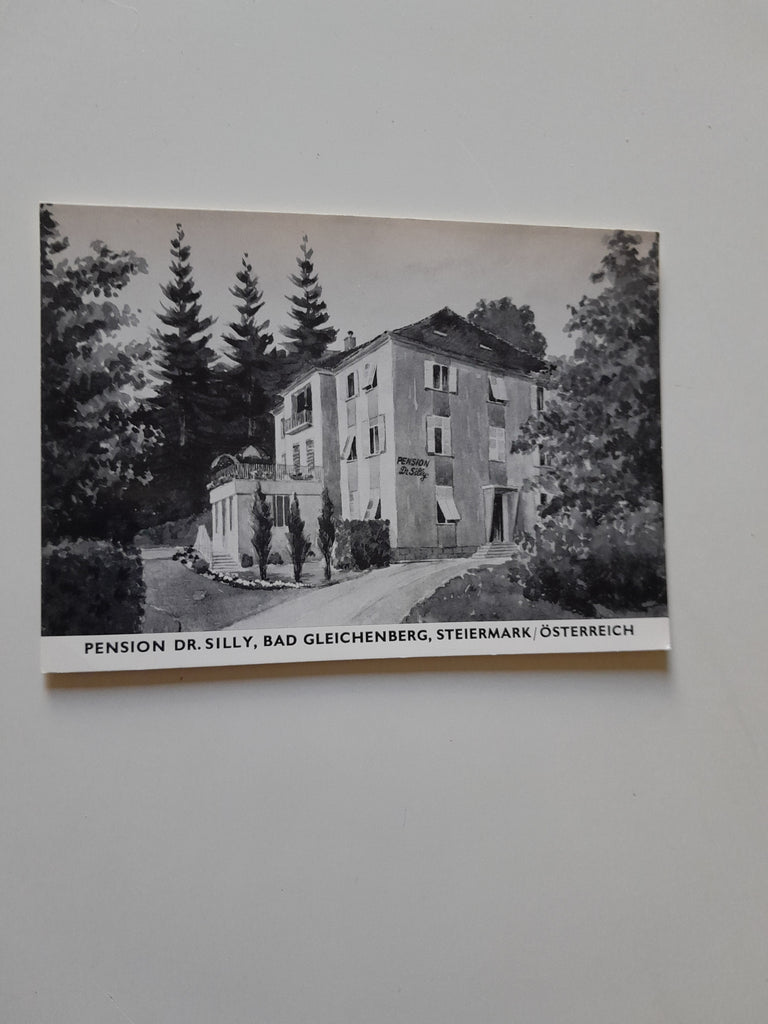 PENSION
Dr. Silly
PENSION DR. SILLY, BAD GLEICHENBERG, STEIERMARK/ÖSTERREICH